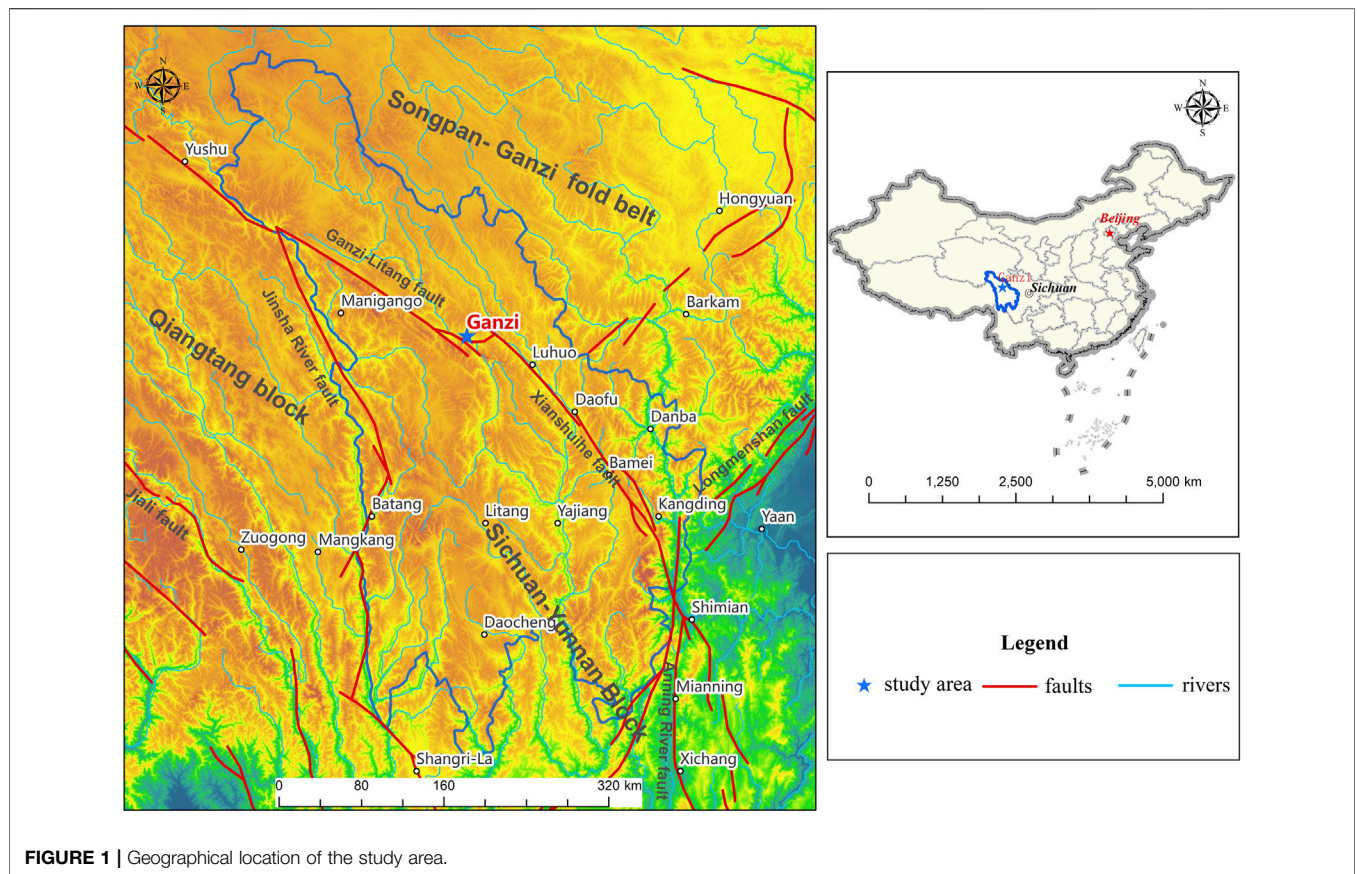 N
W E
S
Songpan- Ganzi fold belt
Yushu
Hongyuan
Ganzi-Litang fault
Manigango
Barkam
Jinsha River fault
Ganzi
Qiangtang block
Luhuo
Daofu
Xianshuihe fault
Danba
Longmenshan fault
Bamei
Jiali fault
Batang
Litang
Yajiang
Kangding
Yaan
Zuogong
Mangkang
Sichuan-Yunnan Block
Shimian
Daocheng
Anning River fault
Mianning
Shangri-La
Xichang
0 80 160 320 km
N
W E
S
Beijing
Ganzi
Sichuan
0 1,250 2,500 5,000 km
Legend
study area faults rivers
FIGURE 1 | Geographical location of the study area.